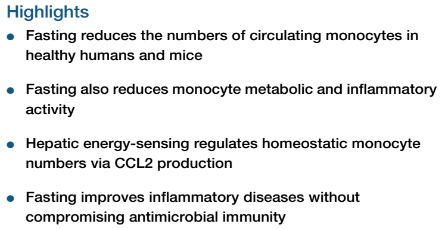 Highlights
Fasting reduces the numbers of circulating monocytes in
healthy humans and mice
Fasting also reduces monocyte metabolic and inflammatory
activity
Hepatic energy-sensing regulates homeostatic monocyte
numbers via CCL2 production
Fasting improves inflammatory diseases without
compromising antimicrobial immunity